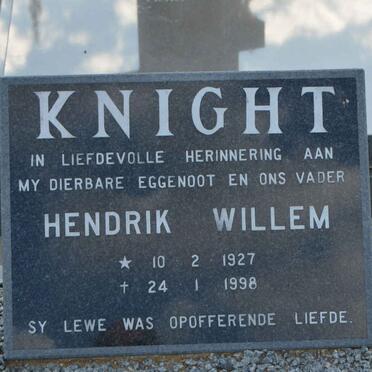 KNIGHT
IN LIEFDEVOLLE HERINNERING AAN
MY DIERBARE EGGENOOT EN ONS VADER
HENDRIK WILLEM
★ 10 2 1927
† 24 1 1998
SY LEWE WAS OPOFFERENDE LIEFDE.